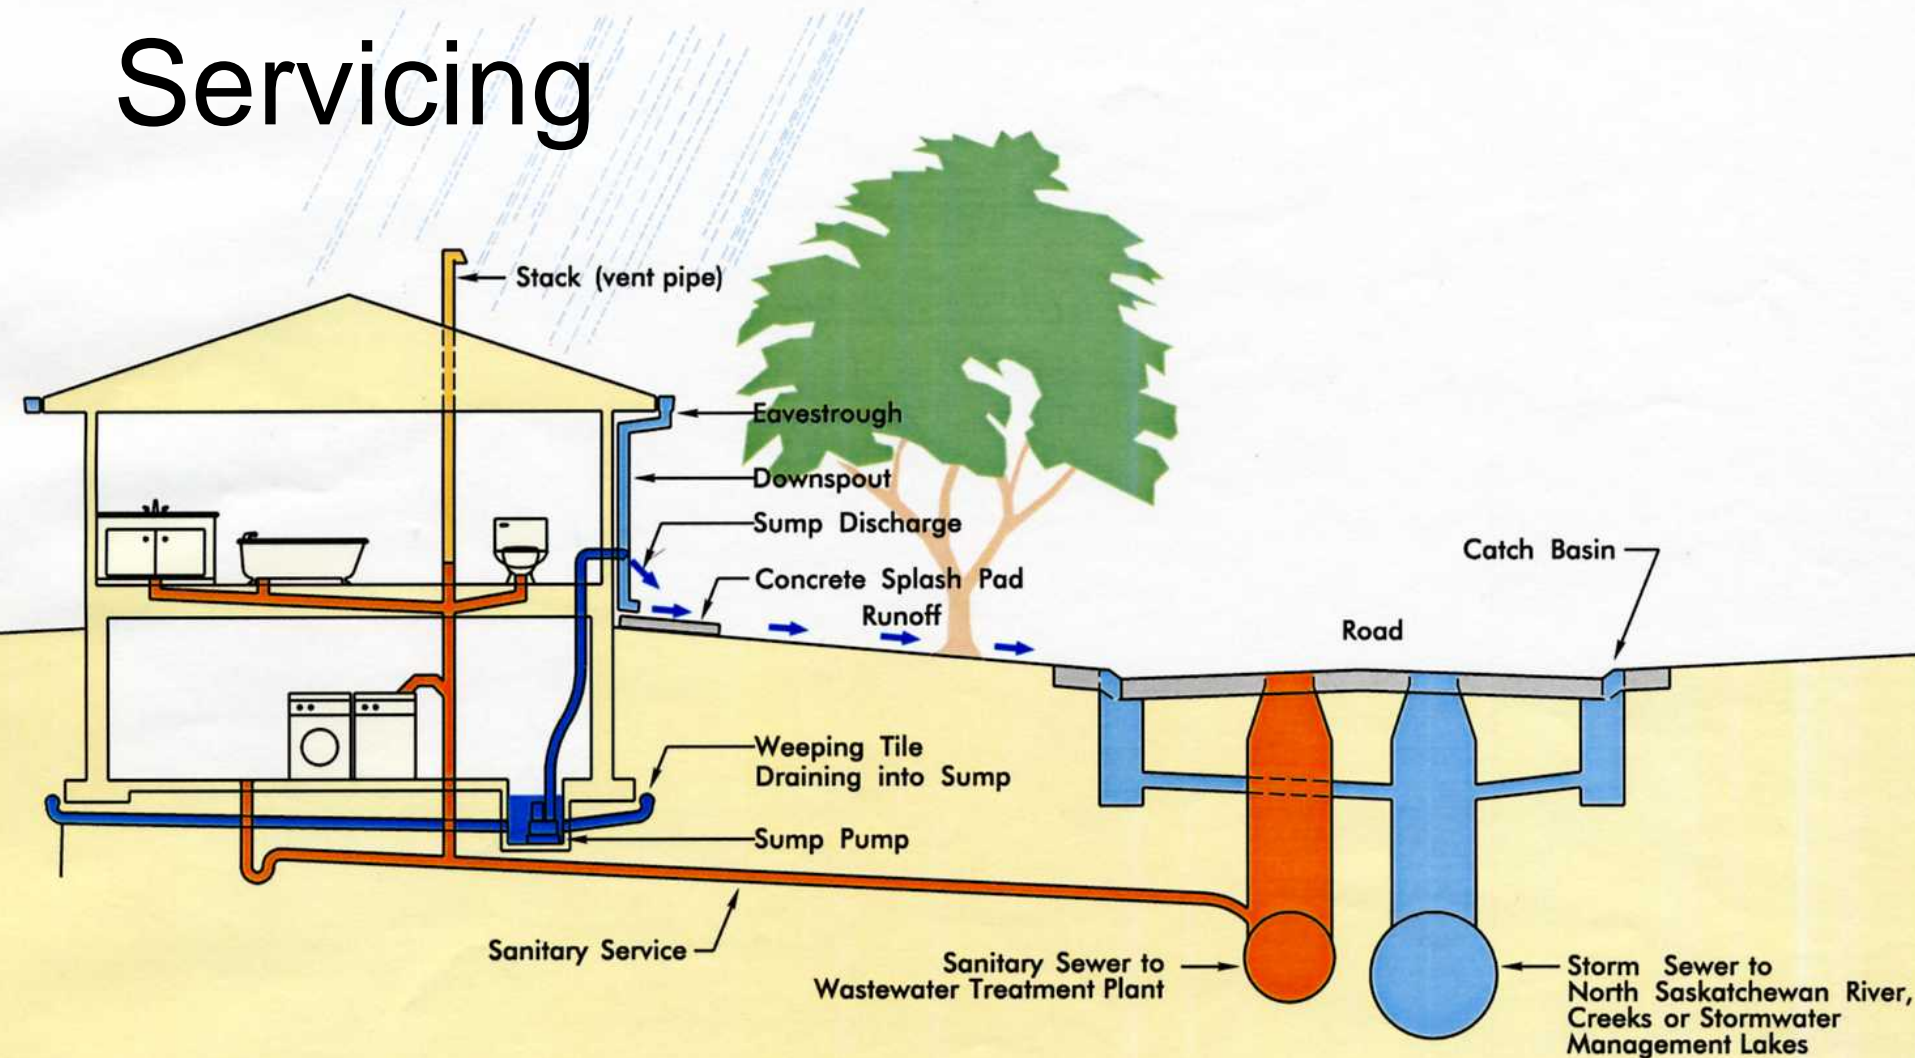 Servicing
Stack (vent pipe)
Eavestrough
Downspout
Sump Discharge
Concrete Splash Pad
Runoff
Catch Basin
Road
Weeping Tile
Draining into Sump
Sump Pump
Sanitary Service
Sanitary Sewer to
Wastewater Treatment Plant
Storm Sewer to
North Saskatchewan River,
Creeks or Stormwater
Management Lakes